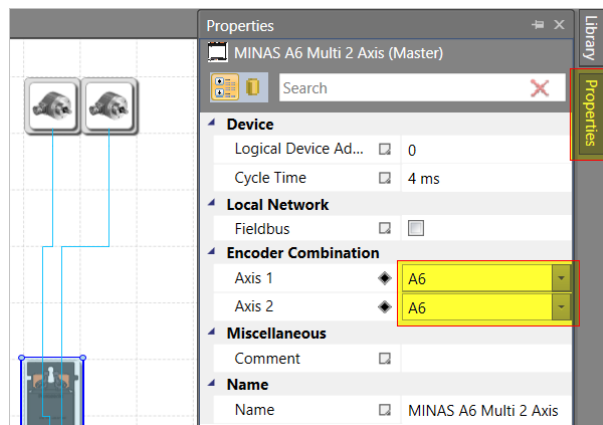 Properties
MINAS A6 Multi 2 Axis (Master)
Search
Device
Logical Device Ad... 0
Cycle Time 4 ms
Local Network
Fieldbus
Encoder Combination
Axis 1 A6
Axis 2 A6
Miscellaneous
Comment
Name
Name MINAS A6 Multi 2 Axis
Library
Properties